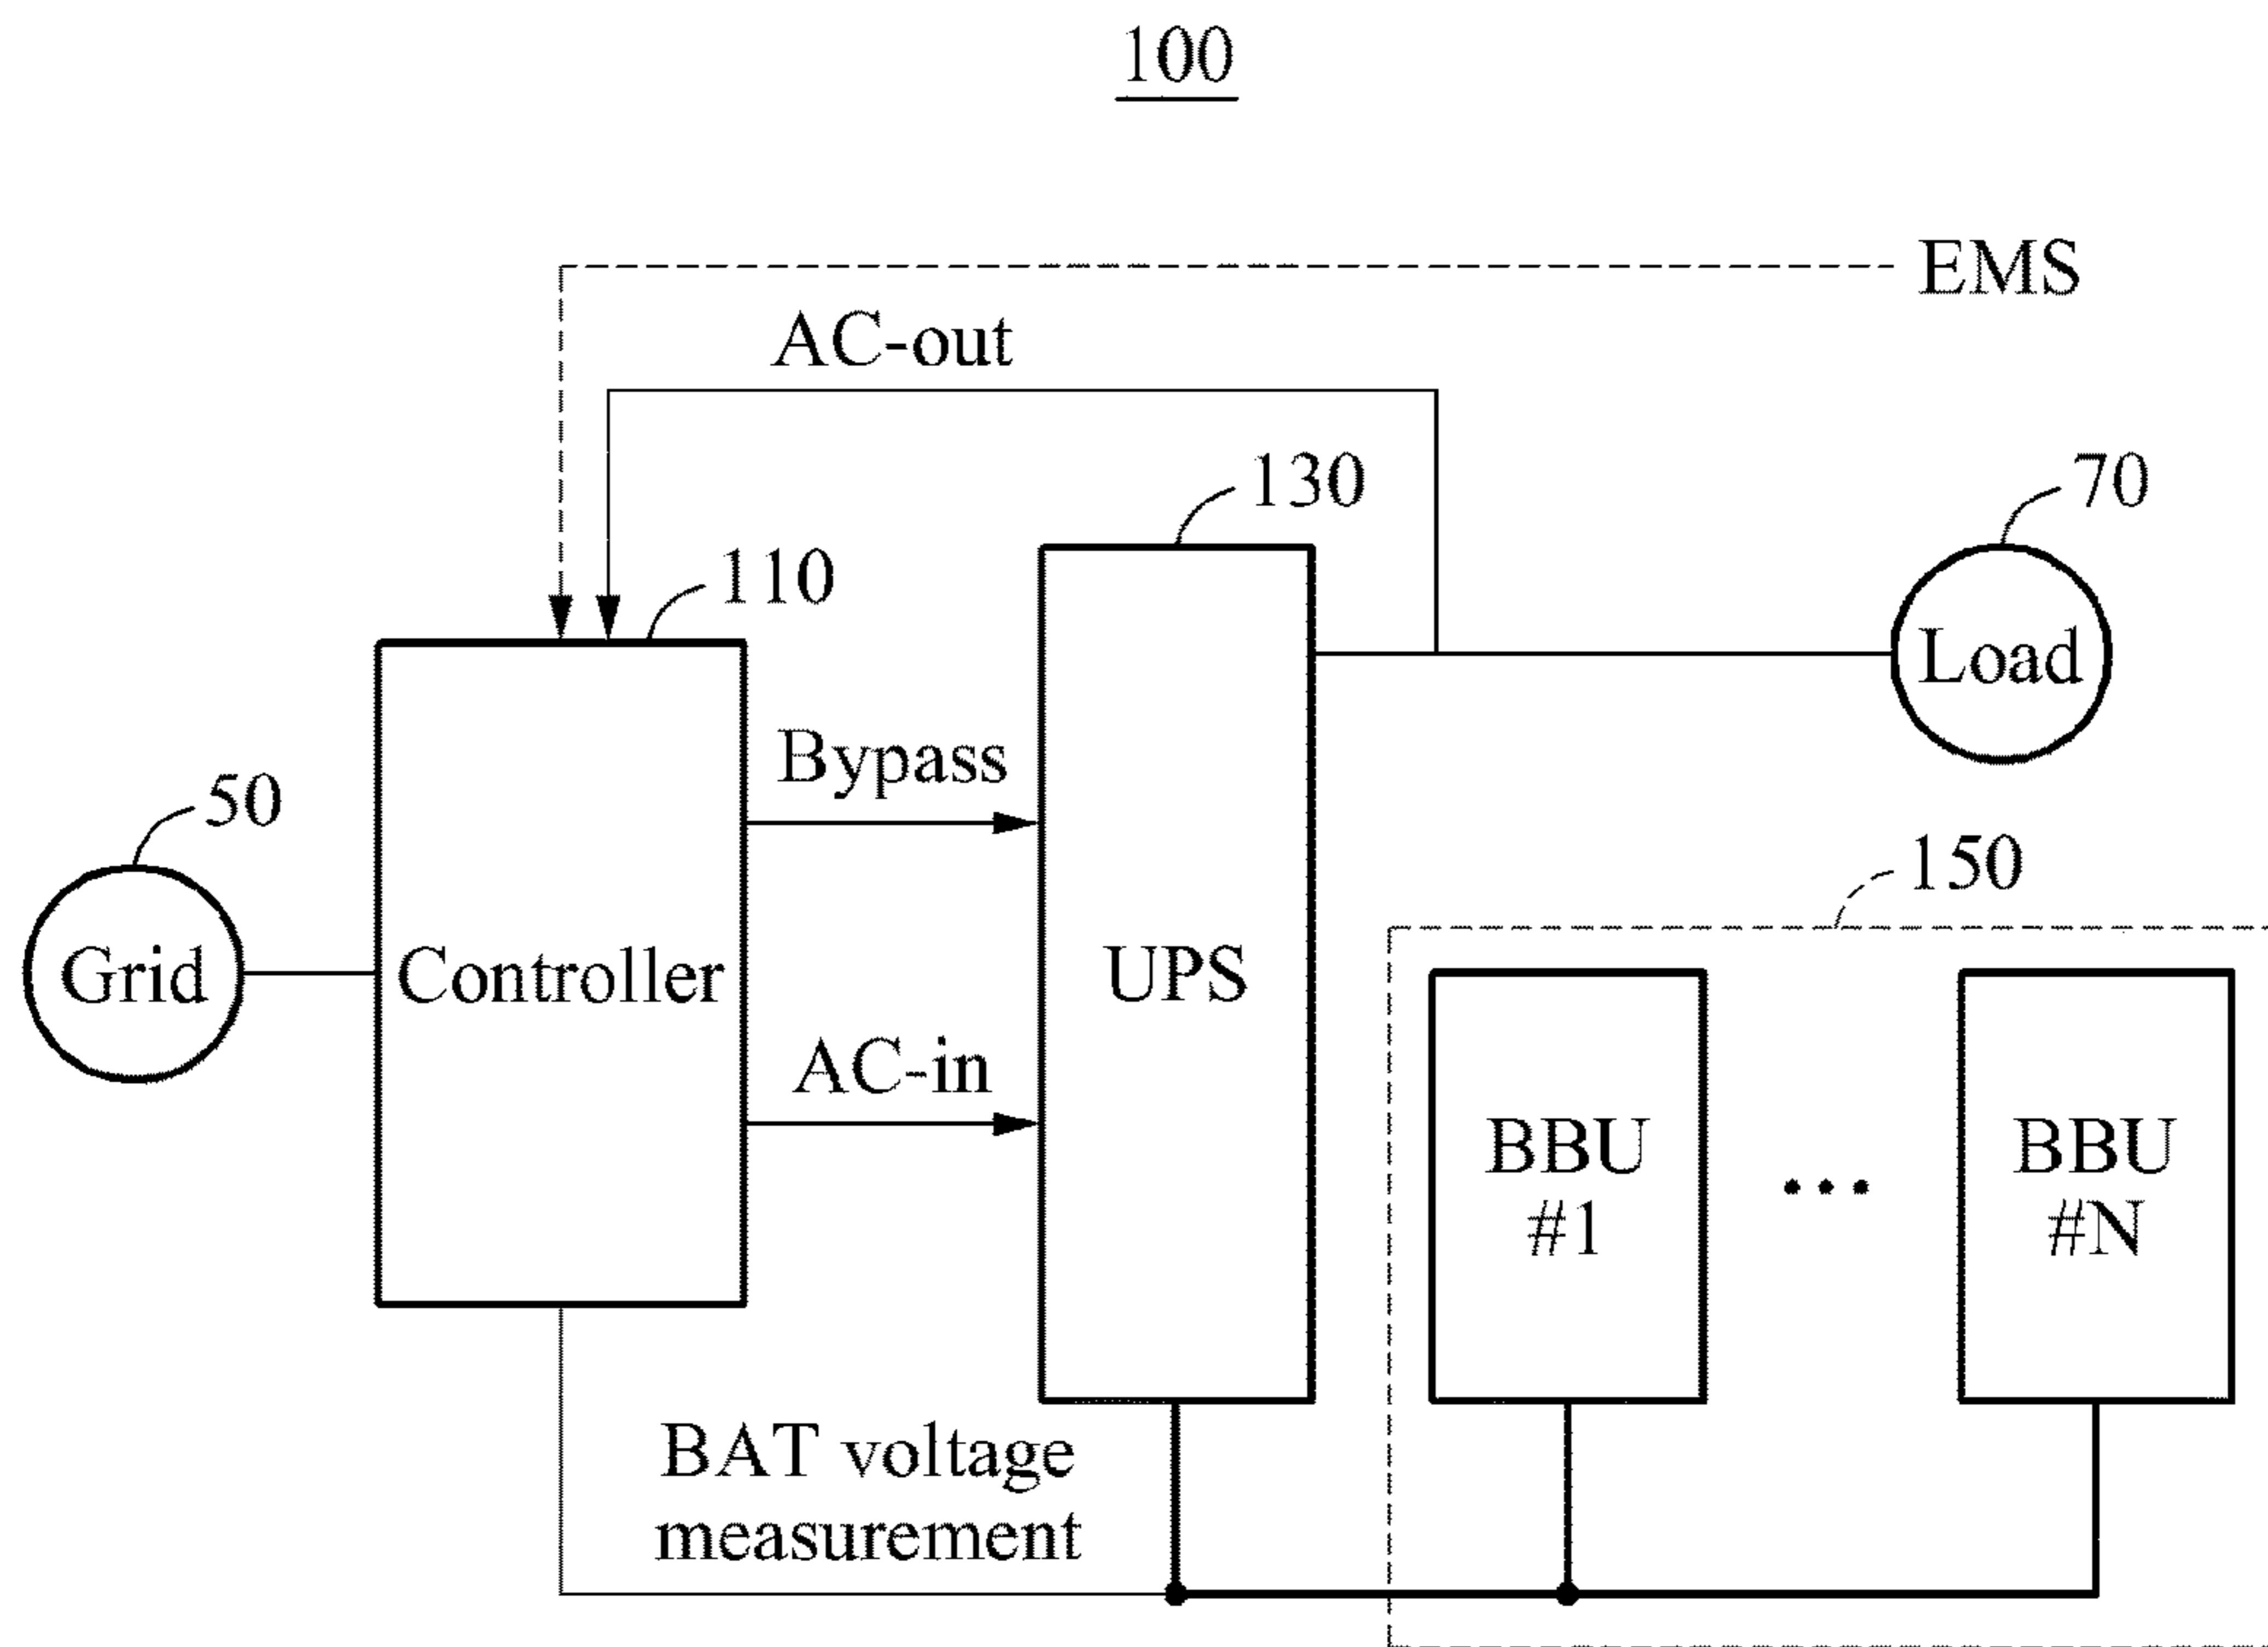 100
EMS
AC-out
130
70
110
Load
Bypass
50
150
Grid
Controller
UPS
AC-in
BBU
#1
BBU
#N
BAT voltage
measurement